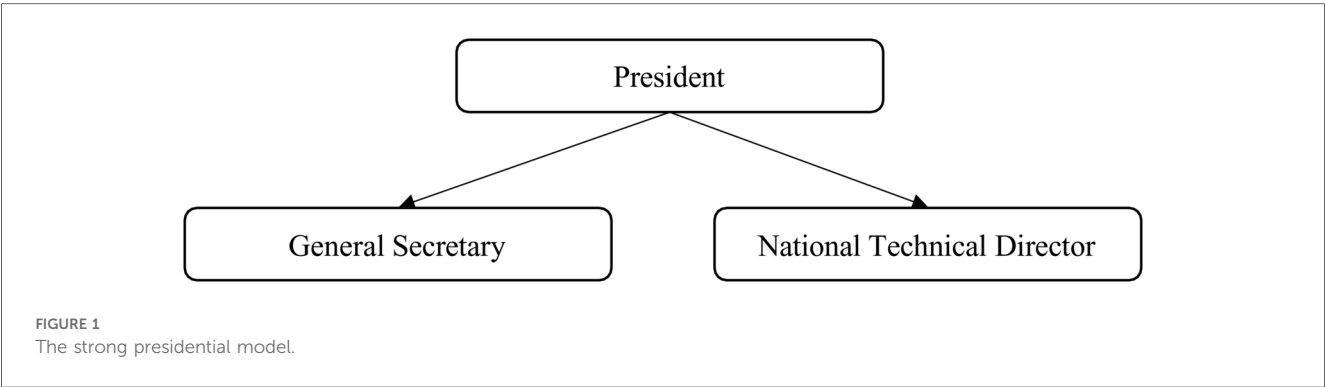 President
General Secretary
National Technical Director
FIGURE 1
The strong presidential model.